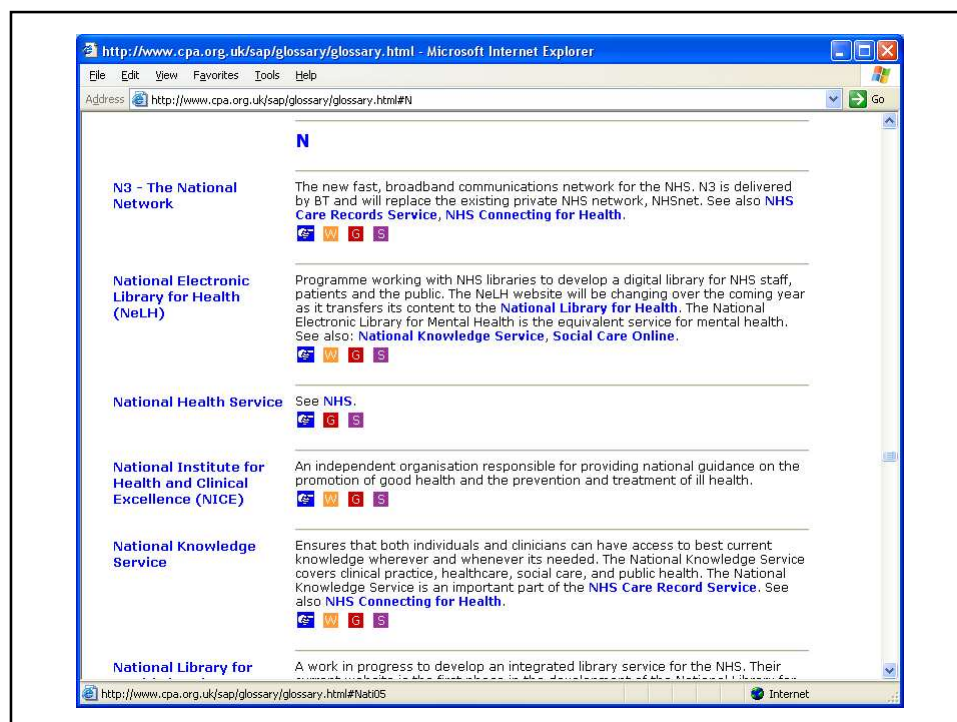 http://www.cpa.org.uk/sap/glossary/glossary.html - Microsoft Internet Explorer
File Edit View Favorites Tools Help
Address http://www.cpa.org.uk/sap/glossary/glossary.html#N Go
N
N3 - The National Network
The new fast, broadband communications network for the NHS. N3 is delivered
by BT and will replace the existing private NHS network, NHSnet. See also NHS
Care Records Service, NHS Connecting for Health.
W G S
National Electronic
Library for Health
(NeLH)
Programme working with NHS libraries to develop a digital library for NHS staff,
patients and the public. The NeLH website will be changing over the coming year
as it transfers its content to the National Library for Health. The National
Electronic Library for Mental Health is the equivalent service for mental health.
See also: National Knowledge Service, Social Care Online.
W G S
National Health Service
See NHS.
G S
National Institute for
Health and Clinical
Excellence (NICE)
An independent organisation responsible for providing national guidance on the
promotion of good health and the prevention and treatment of ill health.
W G S
National Knowledge
Service
Ensures that both individuals and clinicians can have access to best current
knowledge wherever and whenever its needed. The National Knowledge Service
covers clinical practice, healthcare, social care, and public health. The National
Knowledge Service is an important part of the NHS Care Record Service. See
also NHS Connecting for Health.
W G S
National Library for
A work in progress to develop an integrated library service for the NHS. Their
http://www.cpa.org.uk/sap/glossary/glossary.html#Nati05 Internet